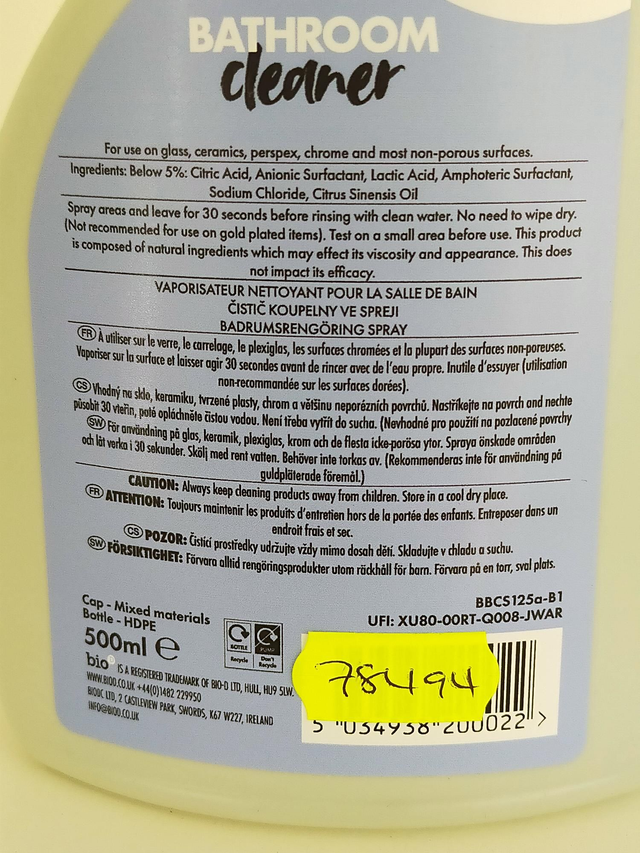 BATHROOM
cleaner
For use on glass, ceramics, perspex, chrome and most non-porous surfaces.
Ingredients: Below 5%: Citric Acid, Anionic Surfactant, Lactic Acid, Amphoteric Surfactant,
Sodium Chloride, Citrus Sinensis Oil
Spray areas and leave for 30 seconds before rinsing with clean water. No need to wipe dry.
(Not recommended for use on gold plated items). Test on a small area before use. This product
is composed of natural ingredients which may effect its viscosity and appearance. This does
not impact its efficacy.
VAPORISATEUR NETTOYANT POUR LA SALLE DE BAIN
ČISTIČ KOUPELNY VE SPREJI
BADRUMSRENGÖRING SPRAY
FR À utiliser sur le verre, le carrelage, le plexiglas, les surfaces chromées et la plupart des surfaces non-poreuses.
Vaporiser sur la surface et laisser agir 30 secondes avant de rincer avec de l'eau propre. Inutile d'essuyer (utilisation
non-recommandée sur les surfaces dorées).
CS Vhodný na sklo, keramiku, tvrzené plasty, chrom a většinu neporézních povrchů. Nastříkejte na povrch and nechte
působit 30 vteřin, poté opláchněte čistou vodou. Není třeba vytřít do sucha. (Nevhodné pro použití na pozlacené povrchy
SW För användning på glas, keramik, plexiglas, krom och de flesta icke-porösa ytor. Spraya önskade områden
och låt verka i 30 sekunder. Skölj med rent vatten. Behöver inte torkas av. (Rekommenderas inte för användning på
guldpläterade föremål.)
CAUTION: Always keep cleaning products away from children. Store in a cool dry place.
FR ATTENTION: Toujours maintenir les produits d'entretien hors de la portée des enfants. Entreposer dans un
endroit frais et sec.
CS POZOR: Čisticí prostředky udržujte vždy mimo dosah dětí. Skladujte v chladu a suchu.
SW FÖRSIKTIGHET: Förvara alltid rengöringsprodukter utom räckhåll för barn. Förvara på en torr, sval plats.
BBCS125a-B1
UFI: XU80-00RT-Q008-JWAR
Cap - Mixed materials
Bottle - HDPE
500ml e
BOTTLE
Recycle
PUMP
Don't
Recycle
bio D IS A REGISTERED TRADEMARK OF BIO-D LTD, HULL, HU9 5LW.
WWW.BIOD.CO.UK +44(0)1482 229950
BIODC LTD, 2 CASTLEVIEW PARK, SWORDS, K67 W227, IRELAND
INFO@BIOD.CO.UK
78494
5 034938 200022 >